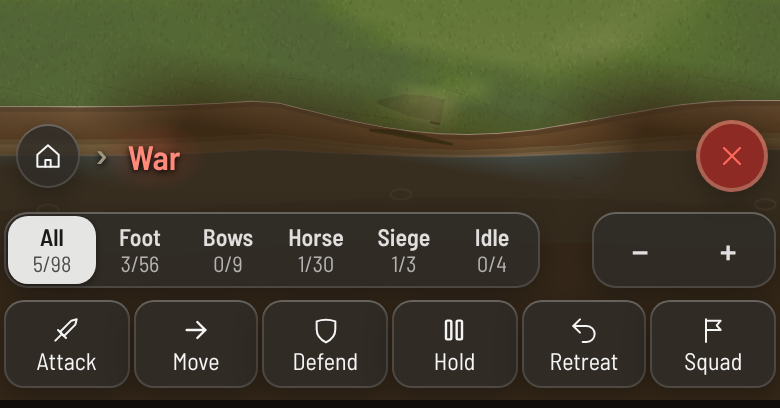 War
All Foot Bows Horse Siege Idle
5/98 3/56 0/9 1/30 1/3 0/4
− +
Attack Move Defend Hold Retreat Squad